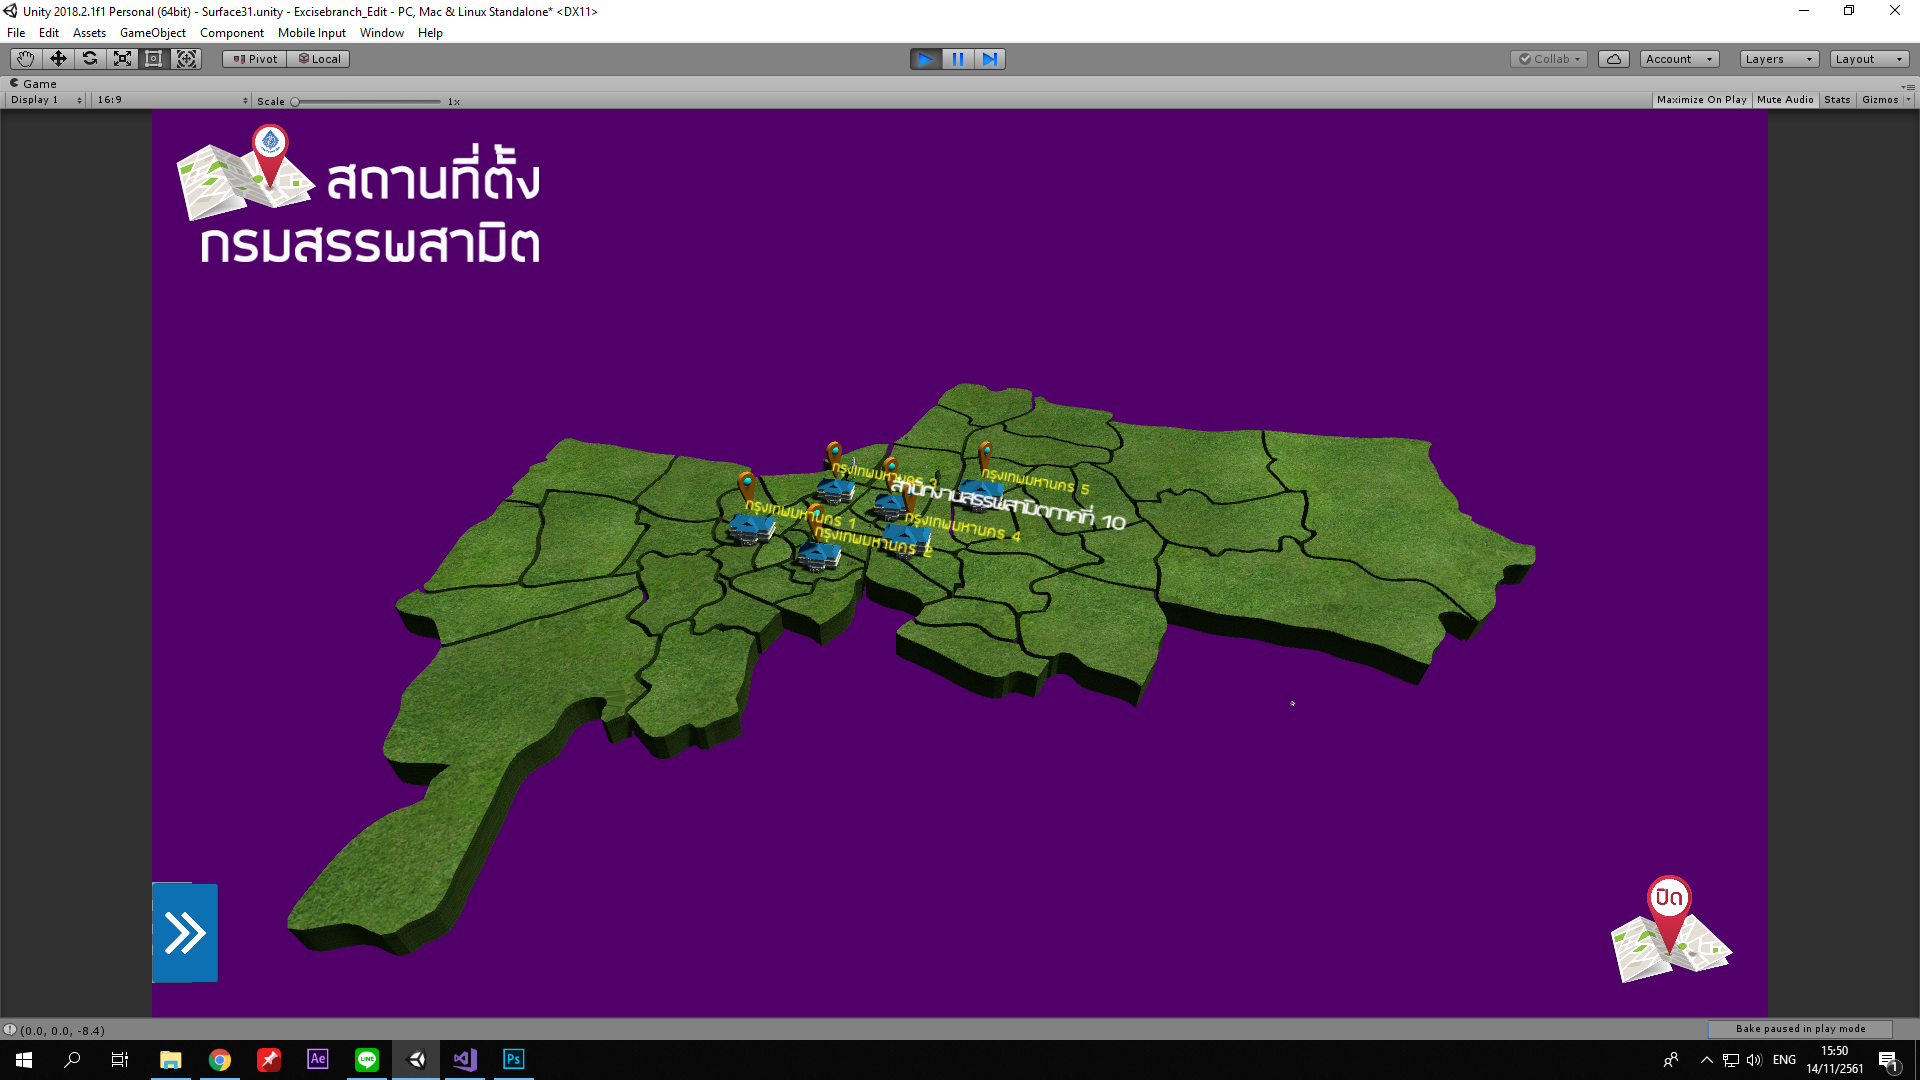 Unity 2018.2.1f1 Personal (64bit) - Surface31.unity - Excisebranch_Edit - PC, Mac & Linux Standalone* <DX11>
File Edit Assets GameObject Component Mobile Input Window Help
Pivot Local Collab Account Layers Layout
Game
Display 1 16:9 Scale 1x Maximize On Play Mute Audio Stats Gizmos
สถานที่ตั้ง
กรมสรรพสามิต
กรุงเทพมหานคร 3
กรุงเทพมหานคร 5
สำนักงานสรรพสามิตภาคที่ 10
กรุงเทพมหานคร 1
กรุงเทพมหานคร 4
กรุงเทพมหานคร 2
ปิด
(0.0, 0.0, -8.4)
Bake paused in play mode
Ae
LINE
Ps
ENG
15:50
14/11/2561
1